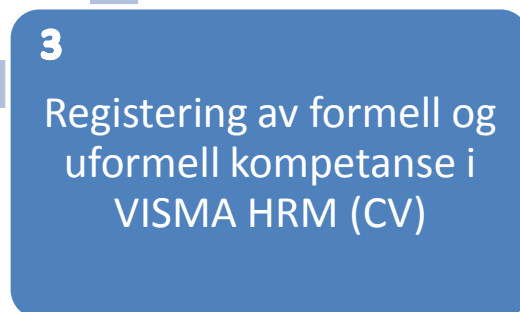 3
Registering av formell og
uformell kompetanse i
VISMA HRM (CV)